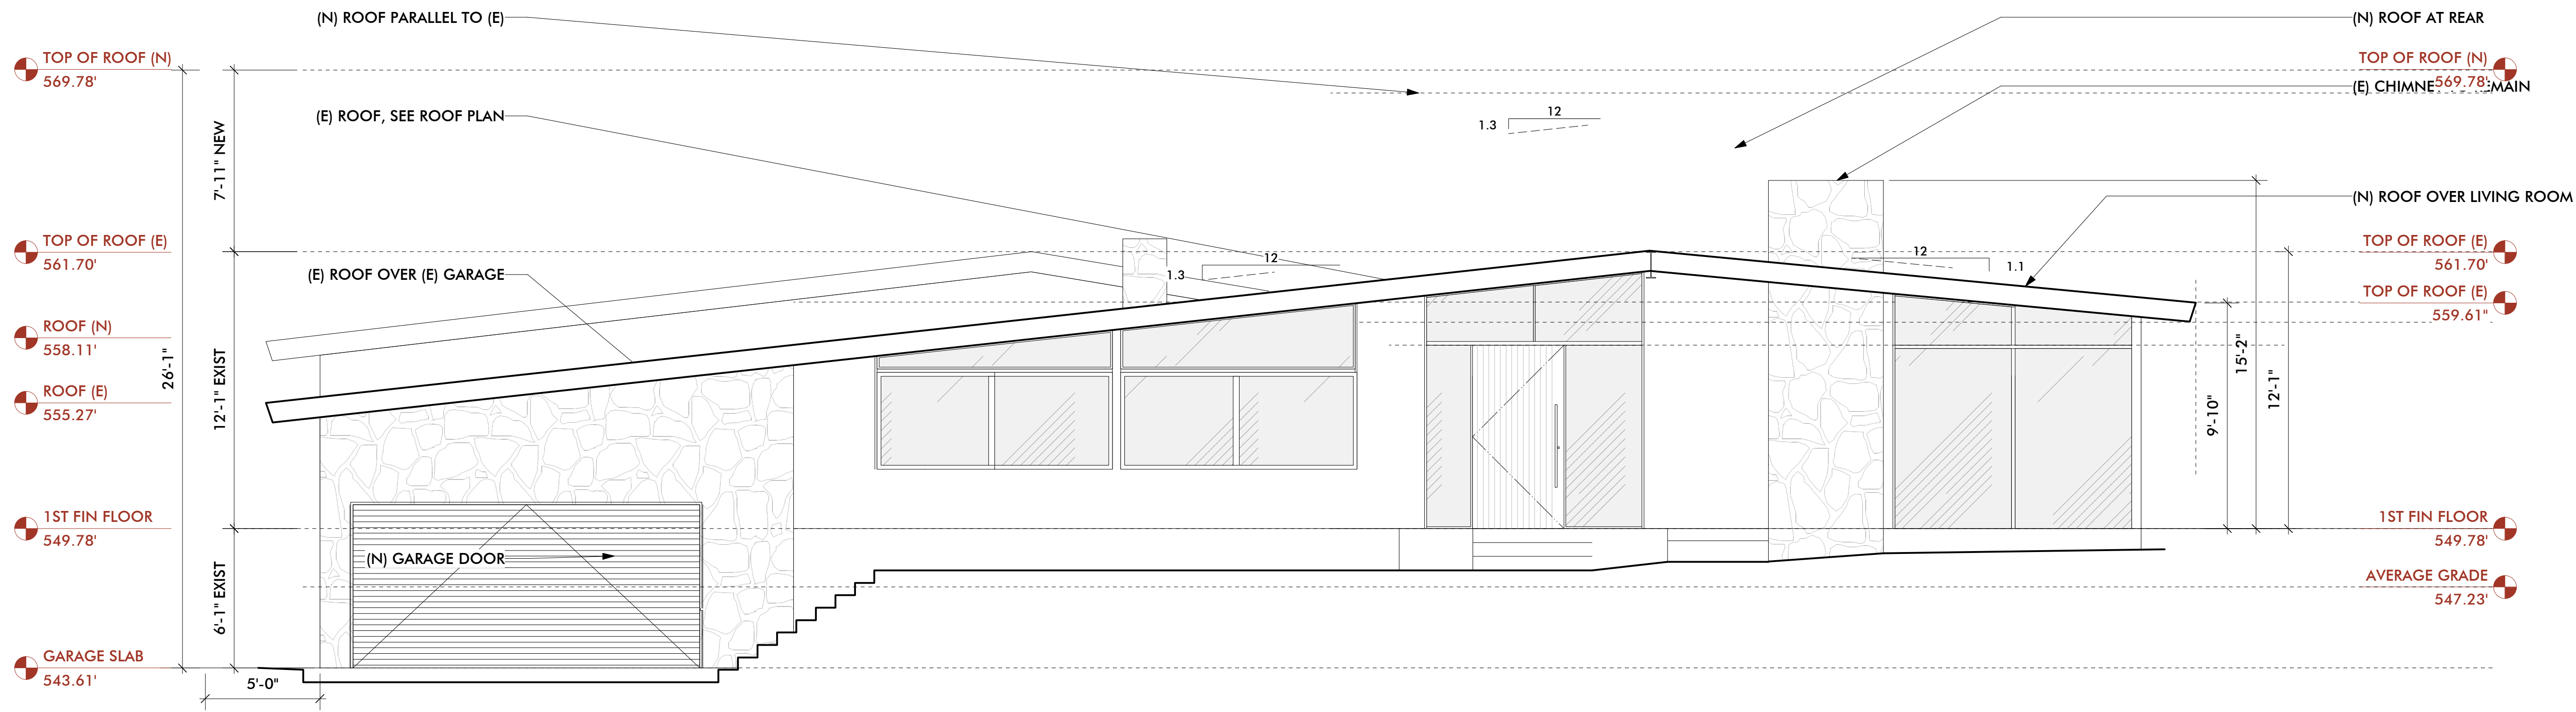 (N) ROOF PARALLEL TO (E)
(N) ROOF AT REAR
TOP OF ROOF (N)
569.78'
TOP OF ROOF (N)
569.78'
(E) CHIMNE
EMAIN
(E) ROOF, SEE ROOF PLAN
12
1.3
7'-11" NEW
(N) ROOF OVER LIVING ROOM
TOP OF ROOF (E)
561.70'
TOP OF ROOF (E)
561.70'
(E) ROOF OVER (E) GARAGE
12
1.3
12
1.1
TOP OF ROOF (E)
559.61"
ROOF (N)
558.11'
26'-1"
12'-1" EXIST
15'-2"
12'-1"
9'-10"
ROOF (E)
555.27'
1ST FIN FLOOR
549.78'
1ST FIN FLOOR
549.78'
(N) GARAGE DOOR
6'-1" EXIST
AVERAGE GRADE
547.23'
GARAGE SLAB
543.61'
5'-0"